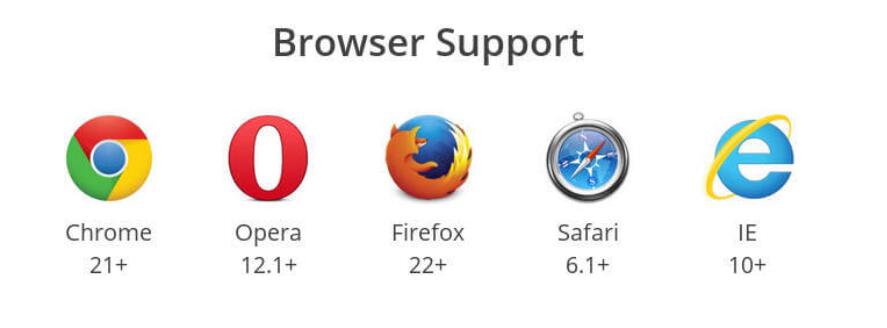 Browser Support
Chrome Opera Firefox Safari IE
21+ 12.1+ 22+ 6.1+ 10+